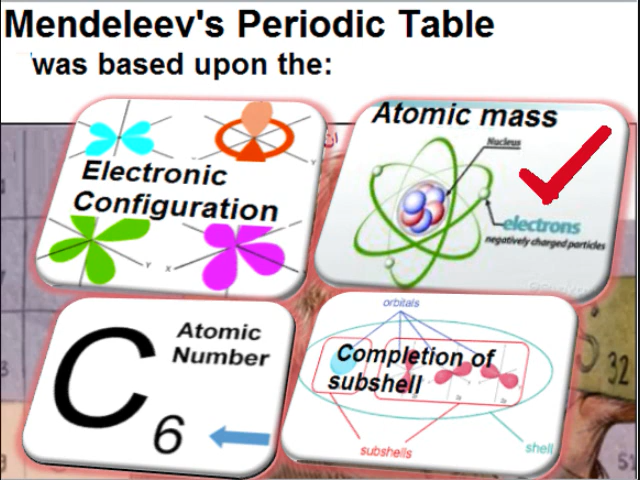 Mendeleev's Periodic Table
was based upon the:
Electronic
Configuration
Y
X
Y
Atomic mass
Nucleus
electrons
negatively charged particles
Atomic
Number
C
6
orbitals
Completion of
subshell
subshells
shell
32